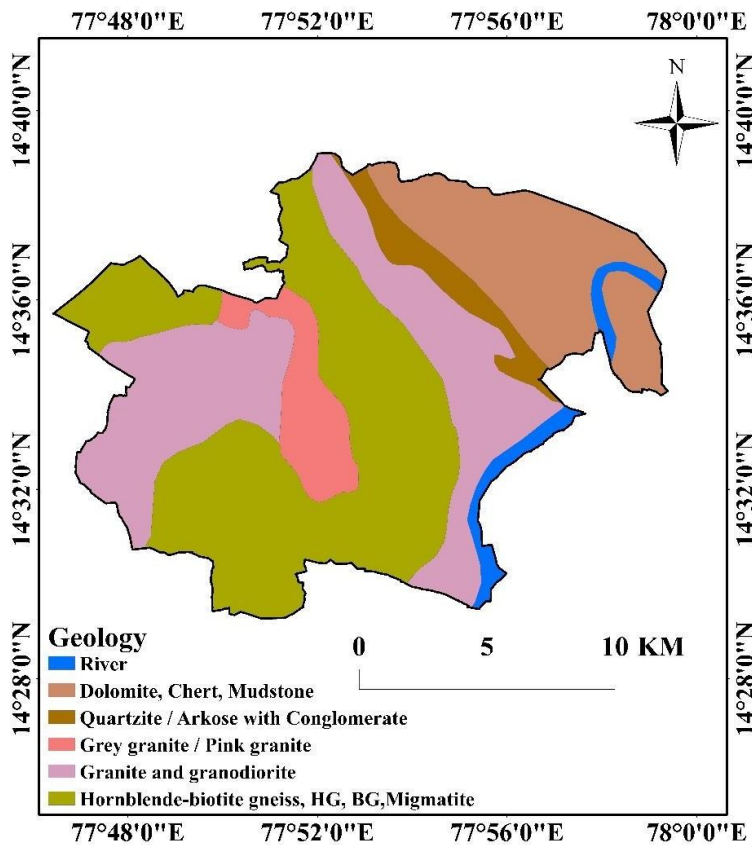 77°48'0"E 77°52'0"E 77°56'0"E 78°0'0"E
N
14°40'0"N 14°40'0"N
14°36'0"N 14°36'0"N
14°32'0"N 14°32'0"N
14°28'0"N 14°28'0"N
Geology
0 5 10 KM
River
Dolomite, Chert, Mudstone
Quartzite / Arkose with Conglomerate
Grey granite / Pink granite
Granite and granodiorite
Hornblende-biotite gneiss, HG, BG,Migmatite
77°48'0"E 77°52'0"E 77°56'0"E 78°0'0"E